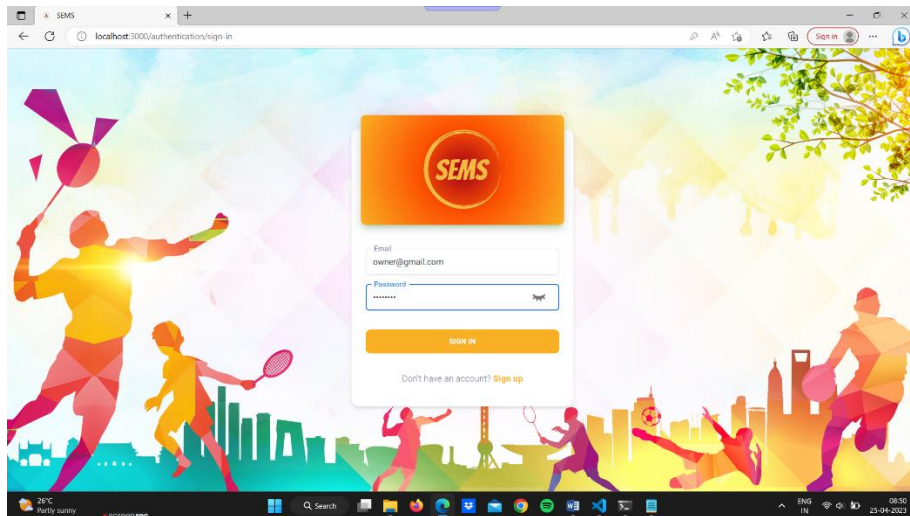 SEMS
localhost:3000/authentication/sign-in
Sign in
SEMS
Email
owner@gmail.com
Password
••••••••
SIGN IN
Don't have an account? Sign up
26°C
Partly sunny
Search
ENG
IN
08:50
25-04-2023